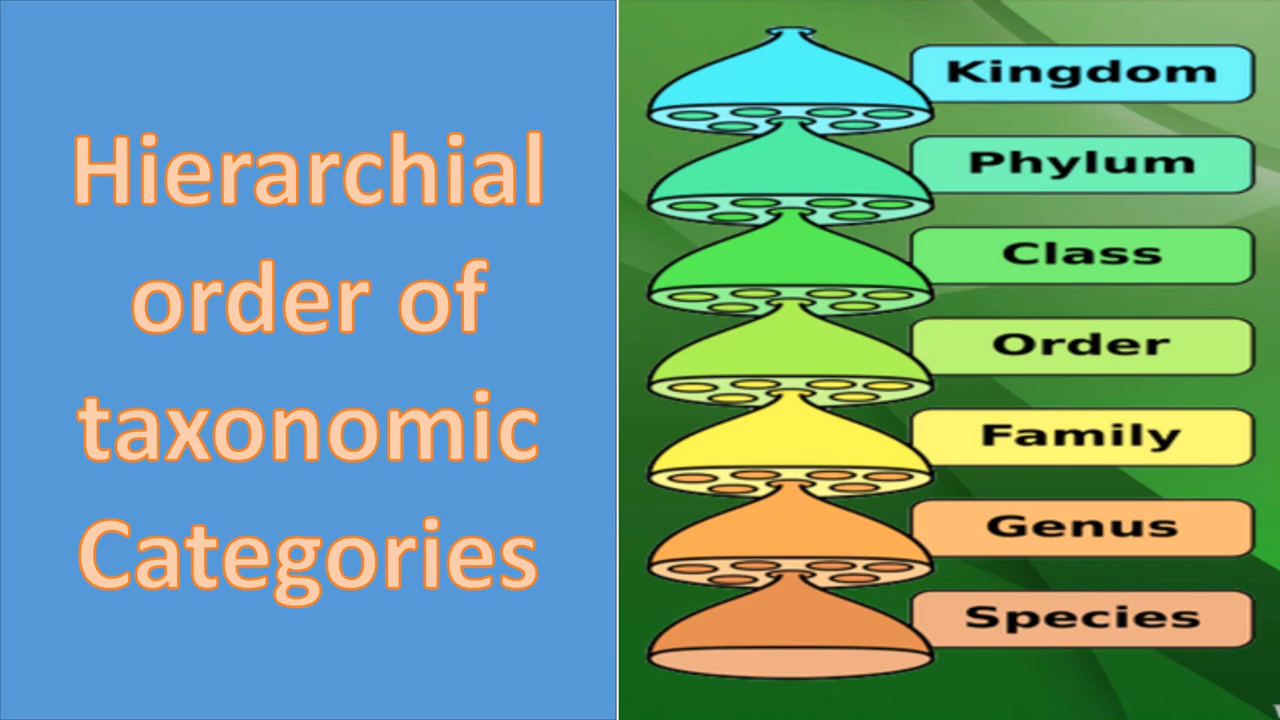 Hierarchial
order of
taxonomic
Categories
Kingdom
Phylum
Class
Order
Family
Genus
Species